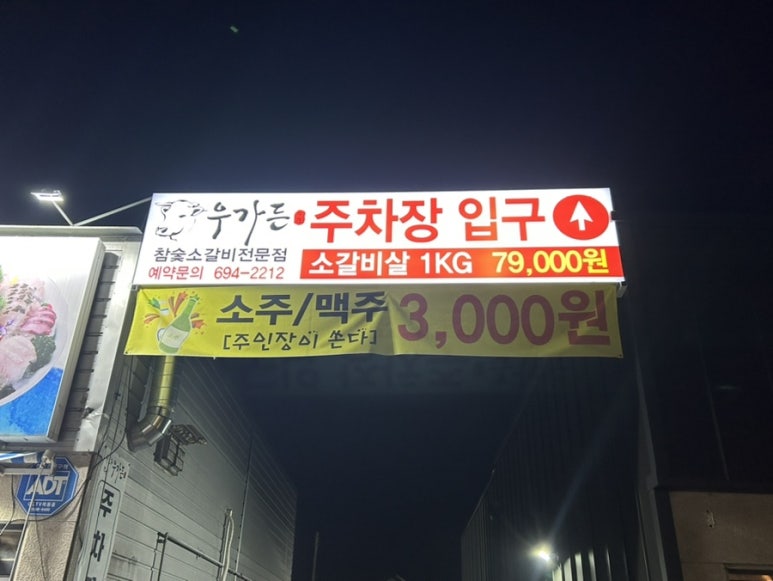 우가든 주차장 입구
참숯소갈비전문점
예약문의 694-2212
소갈비살 1KG 79,000원
소주/맥주 3,000원
[주인장이 쏜다]
ADT
주차